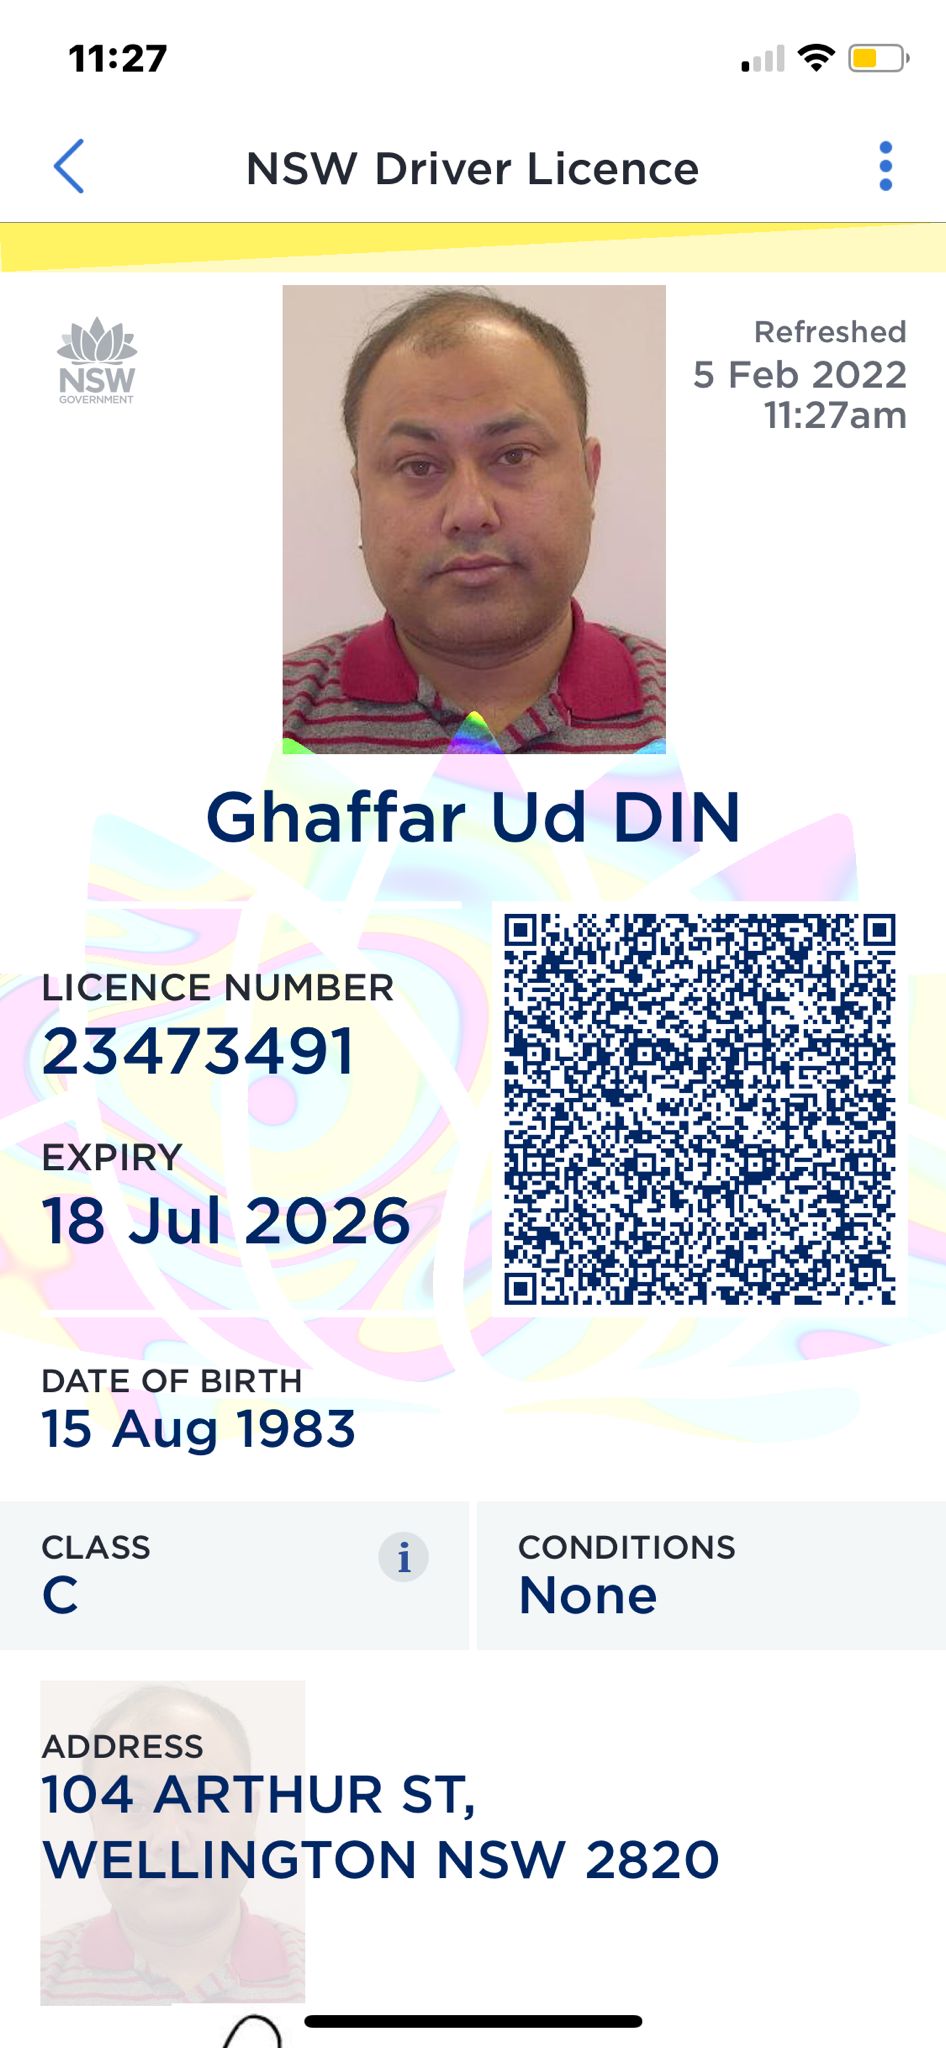 11:27
NSW Driver Licence
NSW
GOVERNMENT
Refreshed
5 Feb 2022
11:27am
Ghaffar Ud DIN
LICENCE NUMBER
23473491
EXPIRY
18 Jul 2026
DATE OF BIRTH
15 Aug 1983
CLASS
i
C
CONDITIONS
None
ADDRESS
104 ARTHUR ST,
WELLINGTON NSW 2820